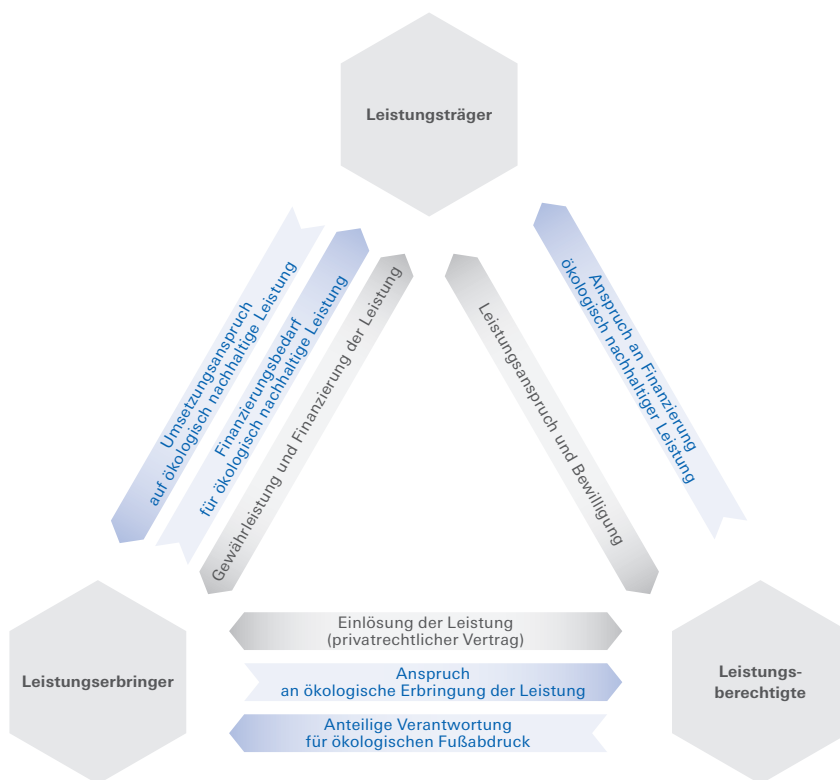 Leistungsträger
Umsetzungsanspruch
auf ökologisch nachhaltige Leistung
Finanzierungsbedarf
für ökologisch nachhaltige Leistung
Gewährleistung und Finanzierung der Leistung
Leistungsanspruch und Bewilligung
Anspruch an Finanzierung
ökologisch nachhaltiger Leistung
Leistungserbringer
Einlösung der Leistung
(privatrechtlicher Vertrag)
Anspruch
an ökologische Erbringung der Leistung
Anteilige Verantwortung
für ökologischen Fußabdruck
Leistungs-
berechtigte